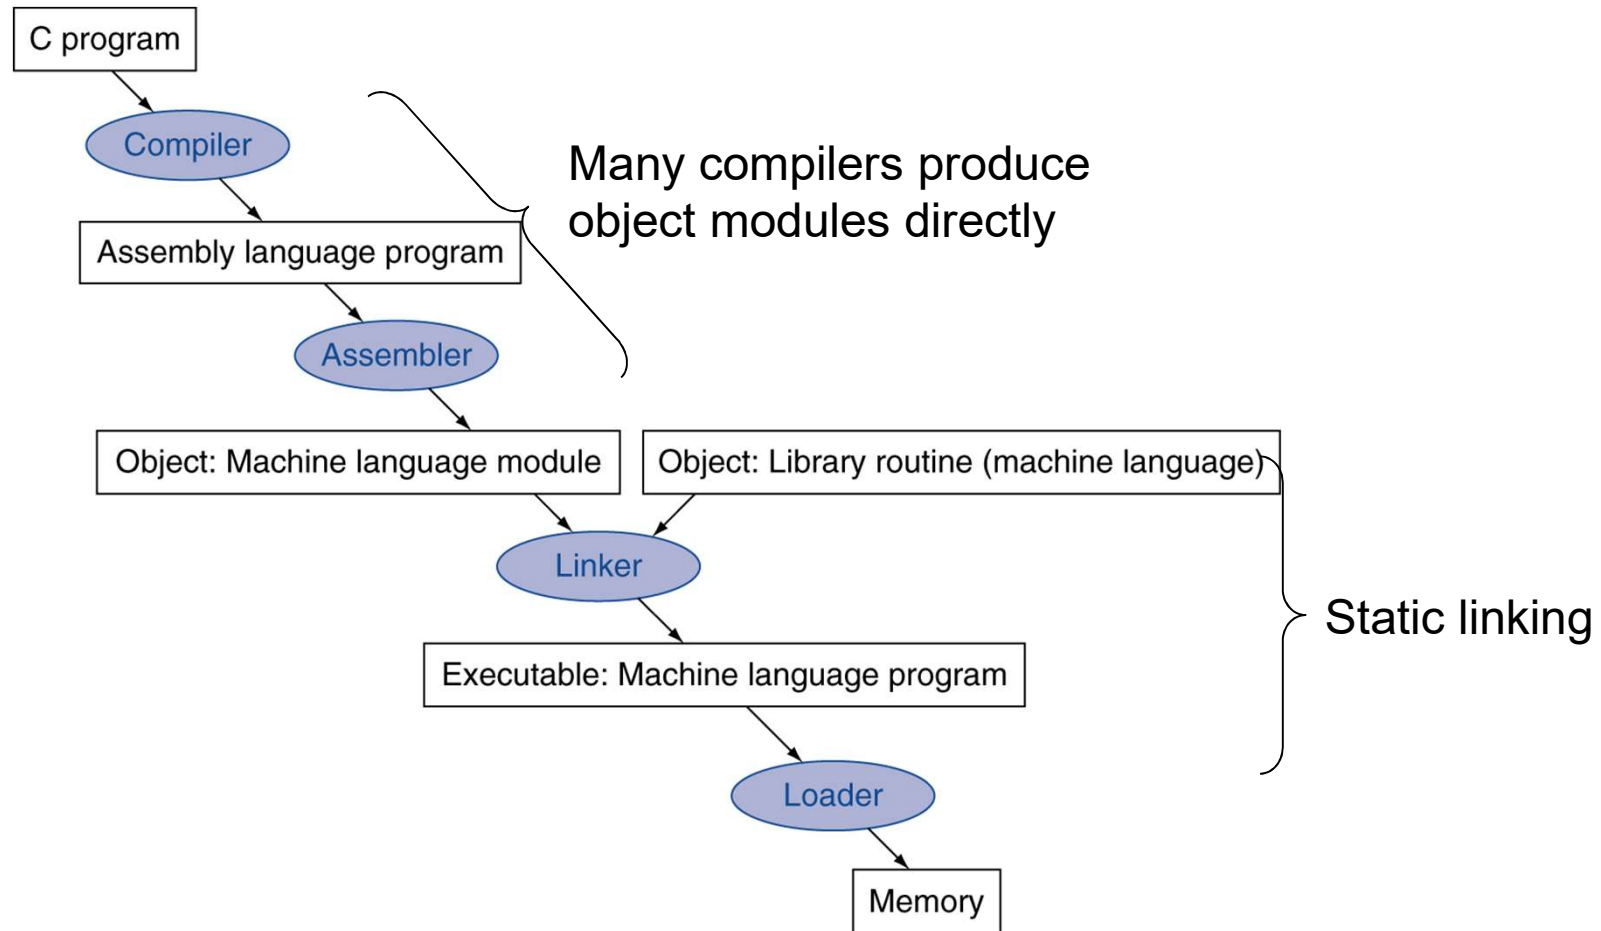 C program
Compiler
Many compilers produce
object modules directly
Assembly language program
Assembler
Object: Machine language module
Object: Library routine (machine language)
Linker
Static linking
Executable: Machine language program
Loader
Memory